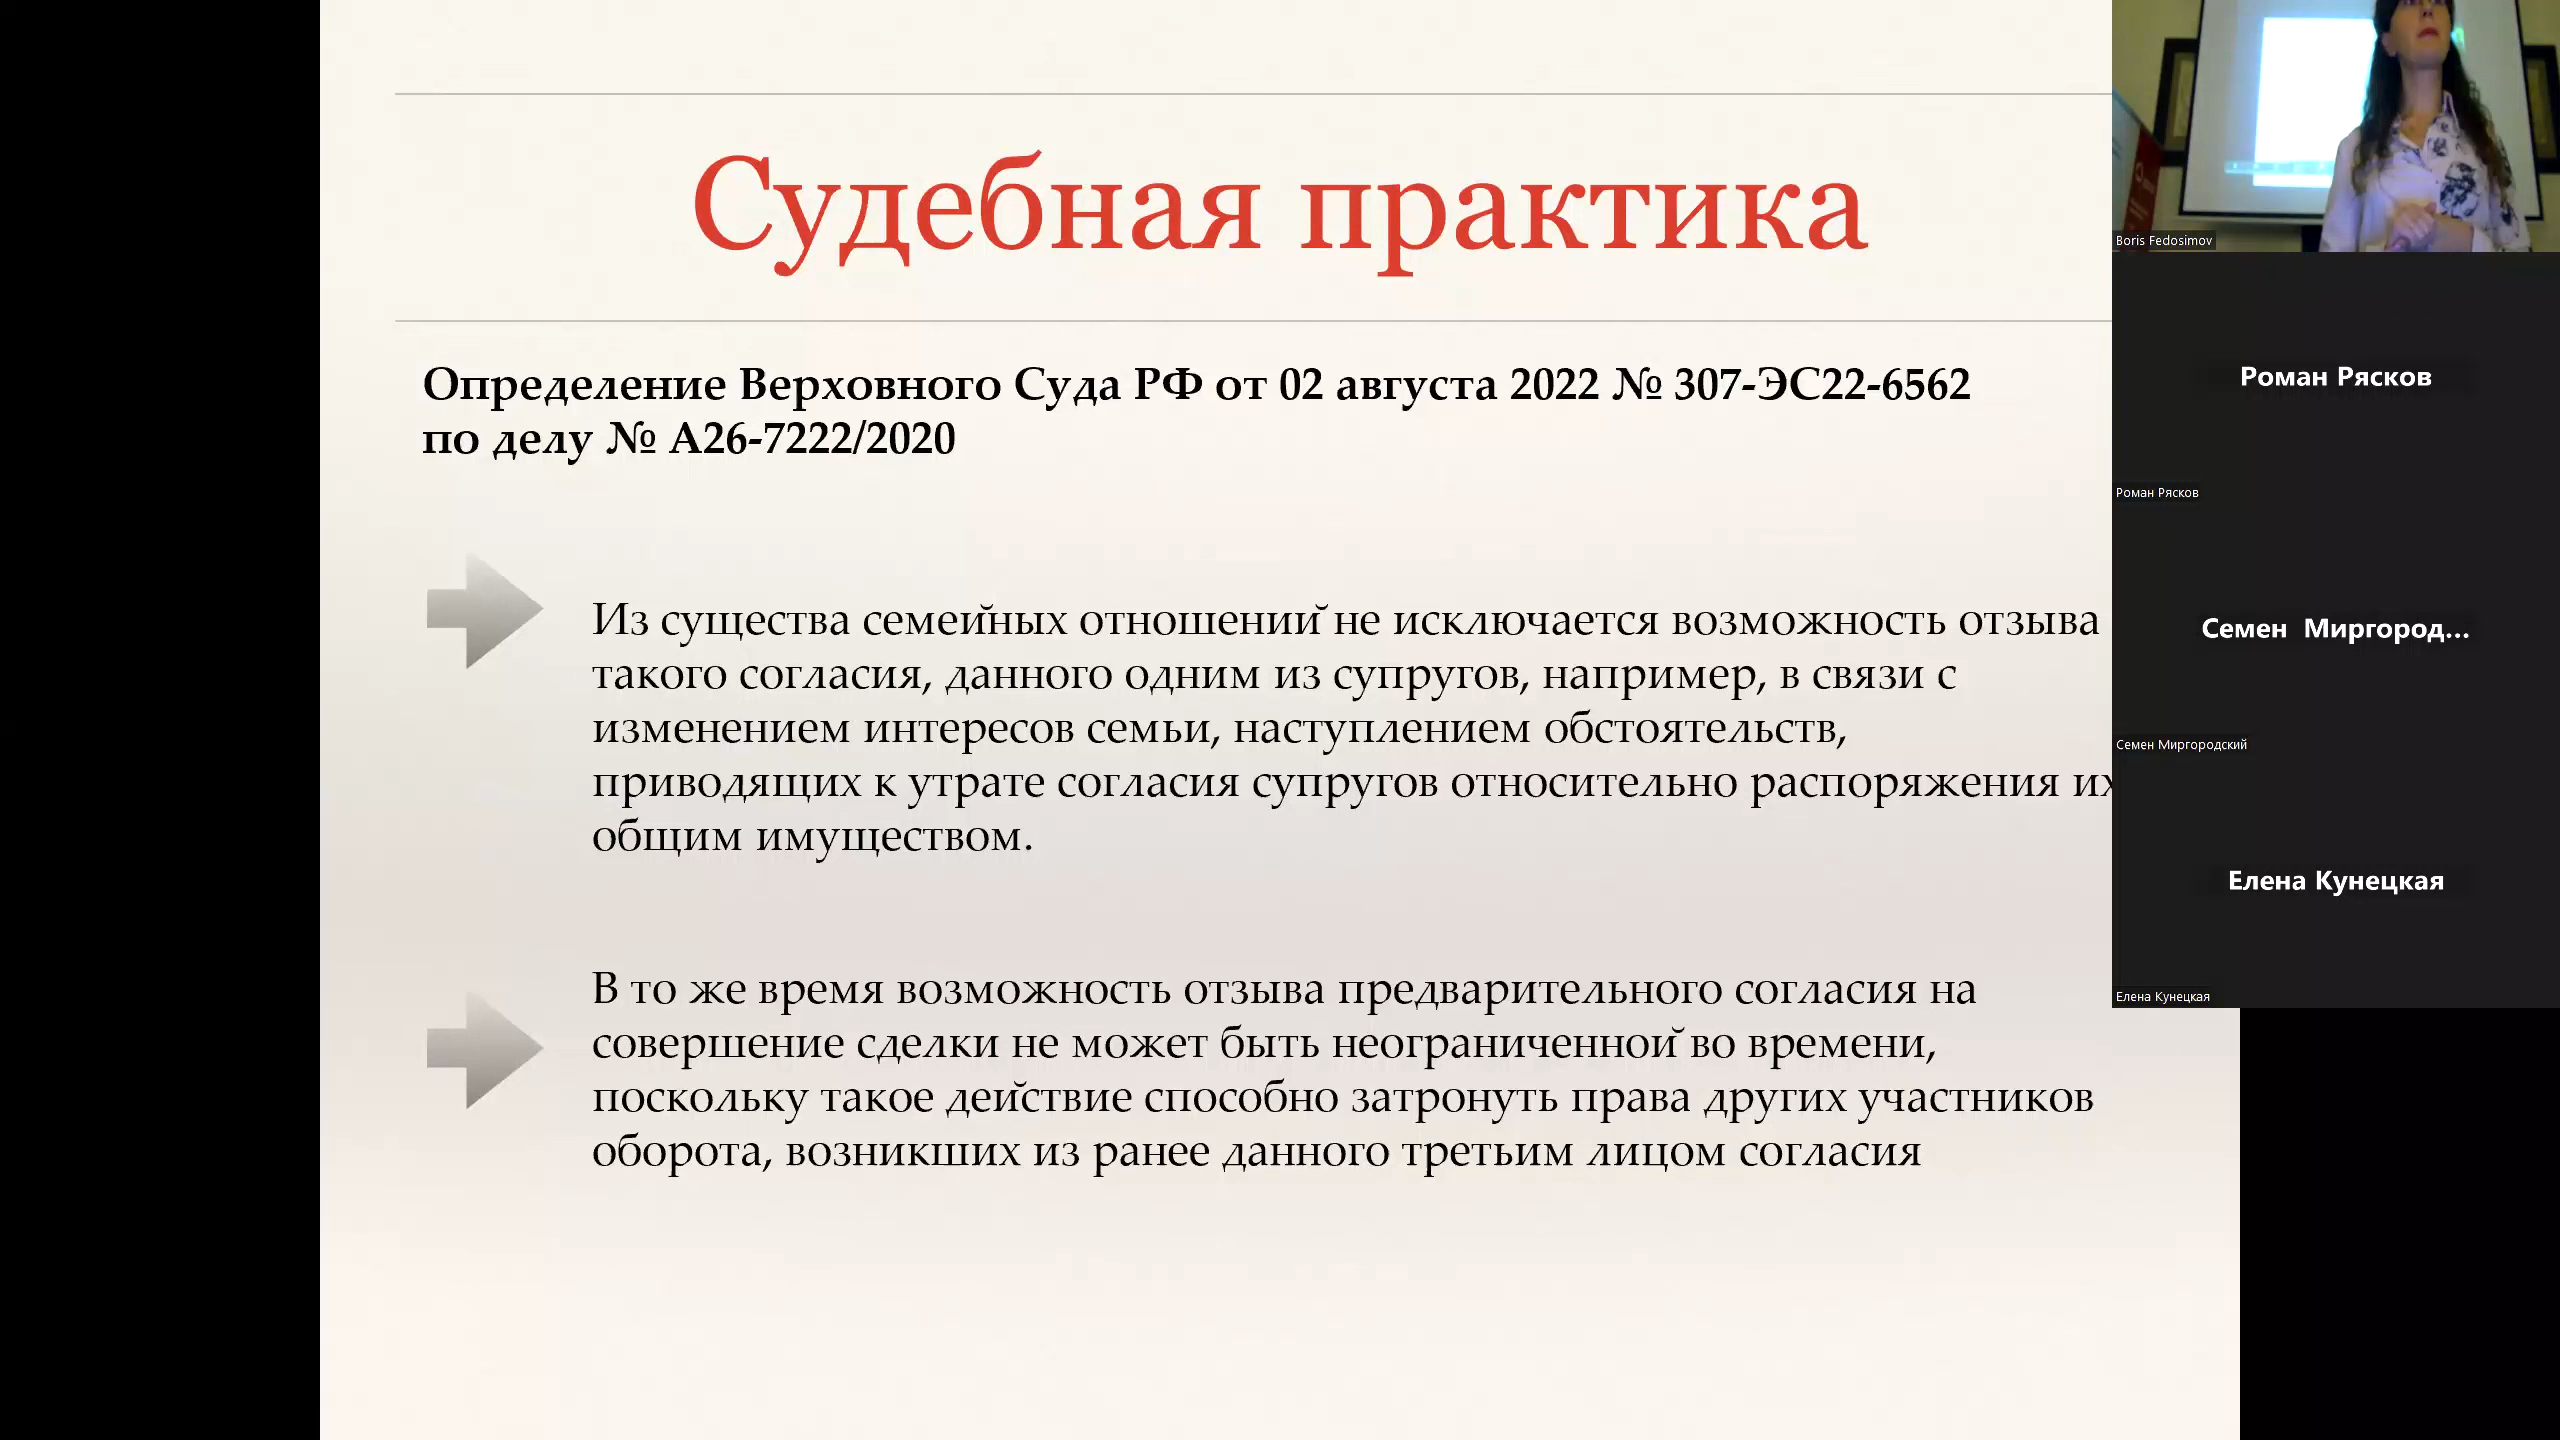 Судебная практика
Определение Верховного Суда РФ от 02 августа 2022 № 307-ЭС22-6562
по делу № А26-7222/2020
Из существа семейных отношений не исключается возможность отзыва
такого согласия, данного одним из супругов, например, в связи с
изменением интересов семьи, наступлением обстоятельств,
приводящих к утрате согласия супругов относительно распоряжения их
общим имуществом.
В то же время возможность отзыва предварительного согласия на
совершение сделки не может быть неограниченной во времени,
поскольку такое действие способно затронуть права других участников
оборота, возникших из ранее данного третьим лицом согласия
Boris Fedosimov
Роман Рясков
Роман Рясков
Семен Миргород...
Семен Миргородский
Елена Кунецкая
Елена Кунецкая